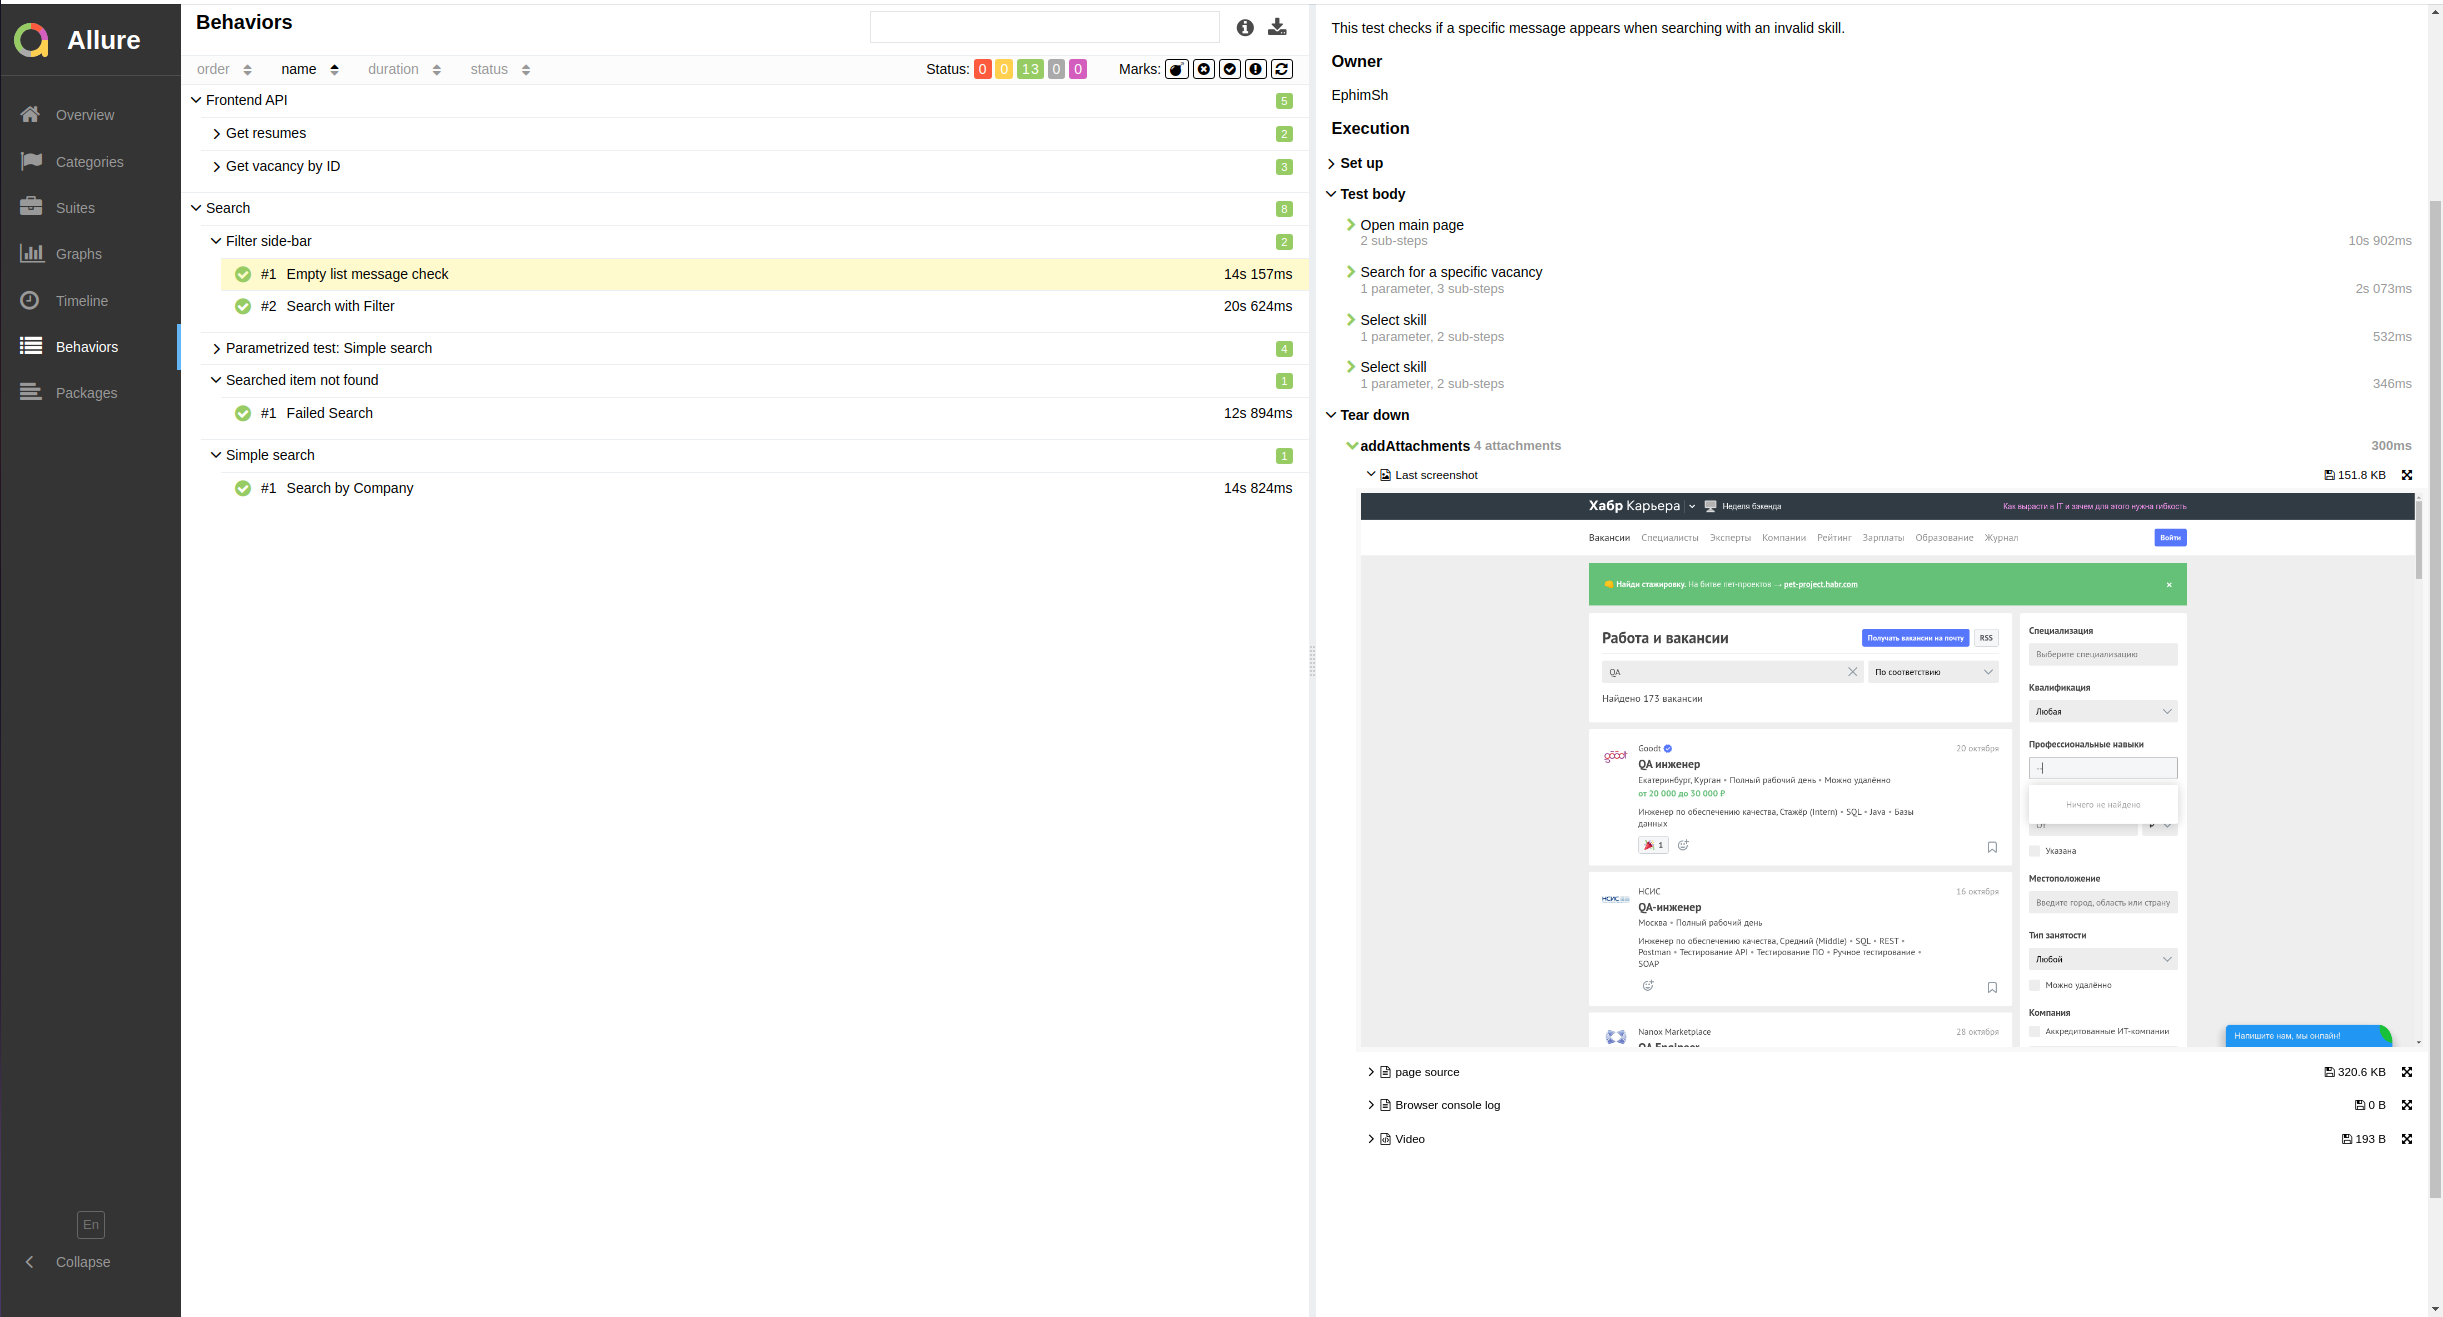 Allure
Overview
Categories
Suites
Graphs
Timeline
Behaviors
Packages
En
Collapse
Behaviors
order name duration status
Status: 0 0 13 0 0 Marks:
Frontend API 5
Get resumes 2
Get vacancy by ID 3
Search 8
Filter side-bar 2
#1 Empty list message check 14s 157ms
#2 Search with Filter 20s 624ms
Parametrized test: Simple search 4
Searched item not found 1
#1 Failed Search 12s 894ms
Simple search 1
#1 Search by Company 14s 824ms
This test checks if a specific message appears when searching with an invalid skill.
Owner
EphimSh
Execution
Set up
Test body
Open main page
2 sub-steps 10s 902ms
Search for a specific vacancy
1 parameter, 3 sub-steps 2s 073ms
Select skill
1 parameter, 2 sub-steps 532ms
Select skill
1 parameter, 2 sub-steps 346ms
Tear down
addAttachments 4 attachments 300ms
Last screenshot 151.8 KB
Хабр Карьера Неделя бэкенда Как вырасти в IT и зачем для этого нужна гибкость
Вакансии Специалисты Эксперты Компании Рейтинг Зарплаты Образование Журнал Войти
Найди стажировку. На битве пет-проектов → pet-project.habr.com ×
Работа и вакансии Получать вакансии на почту RSS
QA По соответствию
Найдено 173 вакансии
Goodt 20 октября
goodt
QA инженер
Екатеринбург, Курган • Полный рабочий день • Можно удалённо
от 20 000 до 30 000 ₽
Инженер по обеспечению качества, Стажёр (Intern) • SQL • Java • Базы
данных
1
НСИС 16 октября
НСИС
QA-инженер
Москва • Полный рабочий день
Инженер по обеспечению качества, Средний (Middle) • SQL • REST •
Postman • Тестирование API • Тестирование ПО • Ручное тестирование •
SOAP
Nanox Marketplace 28 октября
QA Engineer
Специализация
Выберите специализацию
Квалификация
Любая
Профессиональные навыки
Ничего не найдено
От ₽
Указана
Местоположение
Введите город, область или страну
Тип занятости
Любой
Можно удалённо
Компания
Аккредитованные ИТ-компании
Напишите нам, мы онлайн!
page source 320.6 KB
Browser console log 0 B
Video 193 B